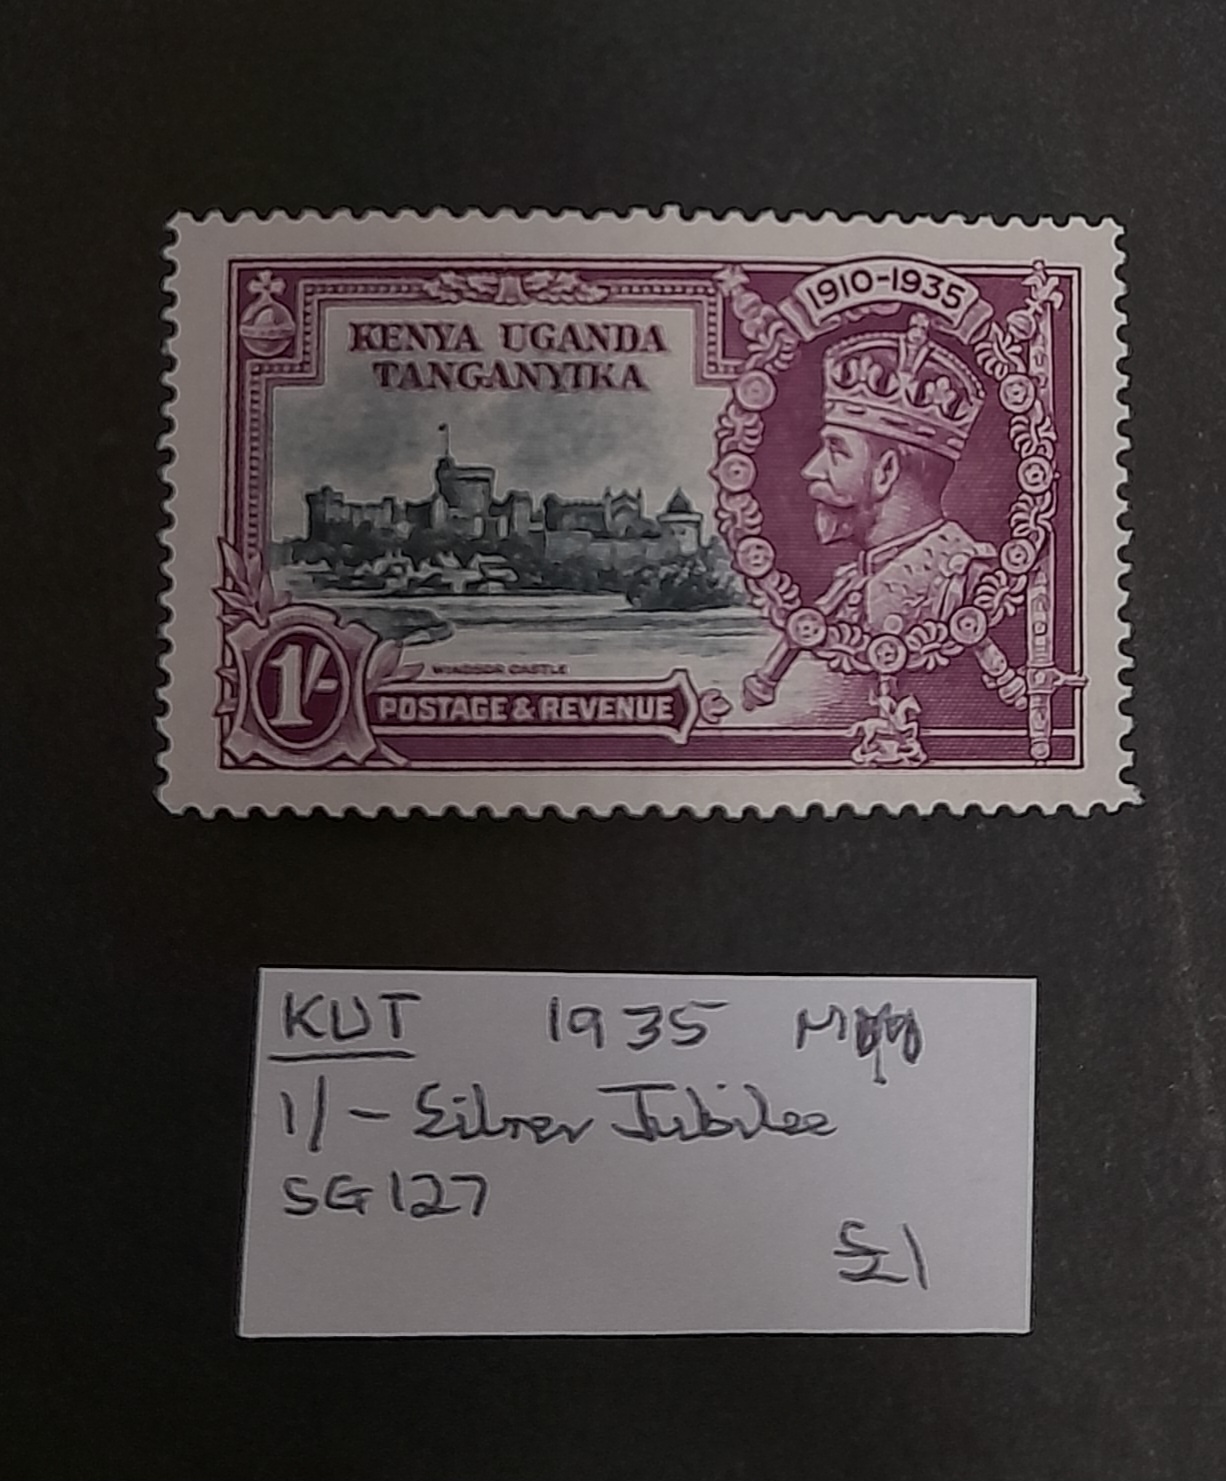 1910-1935
KENYA UGANDA
TANGANYIKA
WINDSOR CASTLE
1/-
POSTAGE & REVENUE
KUT 1935
1/- Silver Jubilee
SG127
£1